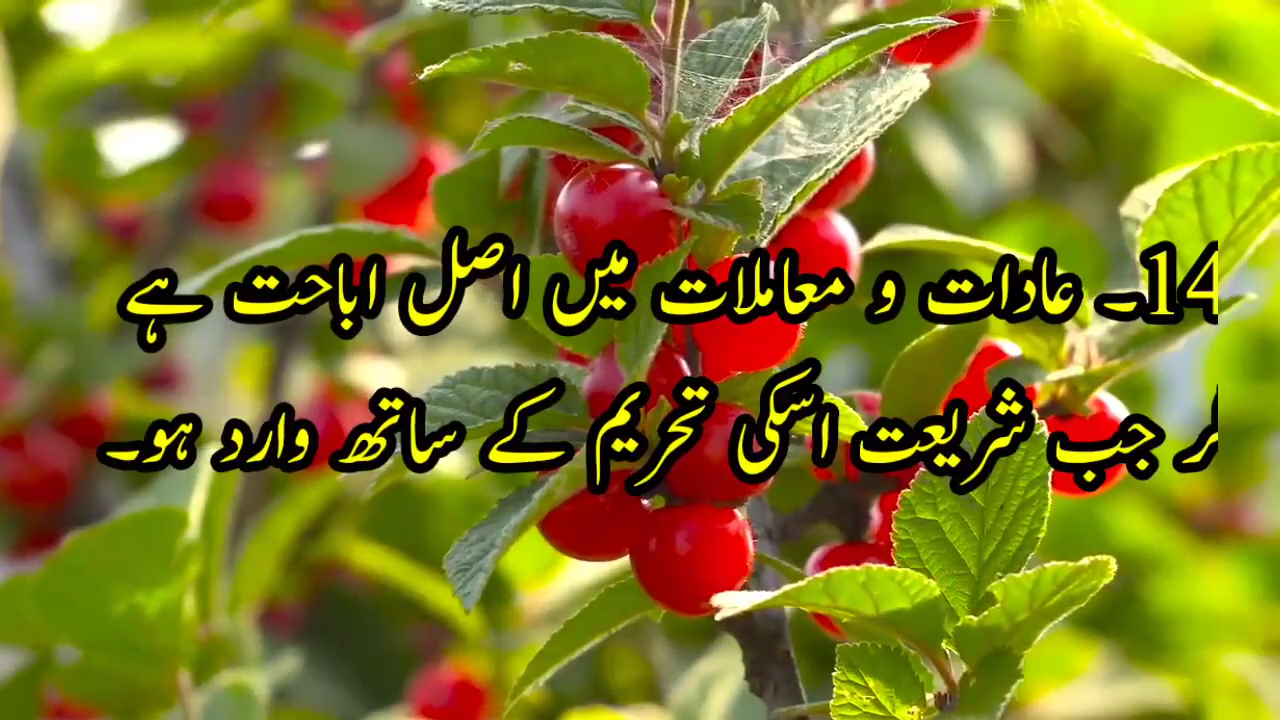 14۔ عادات و معاملات میں اصل اباحت ہے
جب شریعت اسکی تحریم کے ساتھ وارد ہو۔